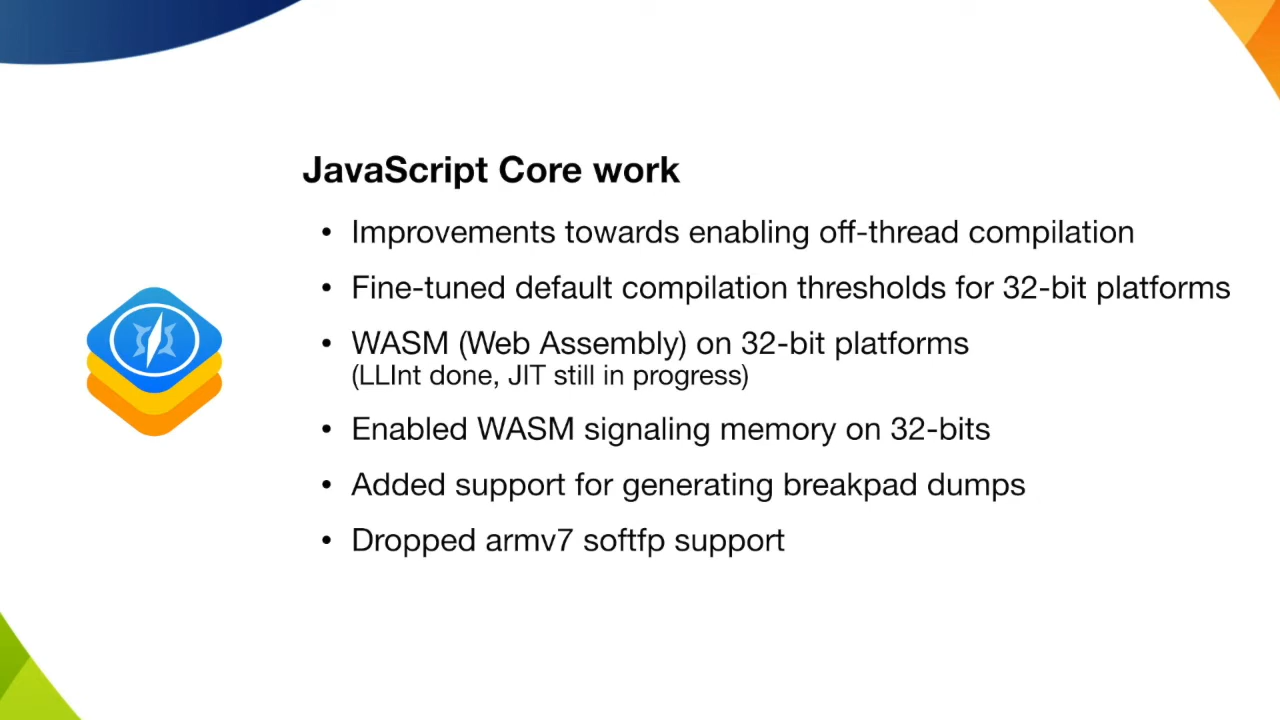 JavaScript Core work
• Improvements towards enabling off-thread compilation
• Fine-tuned default compilation thresholds for 32-bit platforms
• WASM (Web Assembly) on 32-bit platforms
(LLInt done, JIT still in progress)
• Enabled WASM signaling memory on 32-bits
• Added support for generating breakpad dumps
• Dropped armv7 softfp support